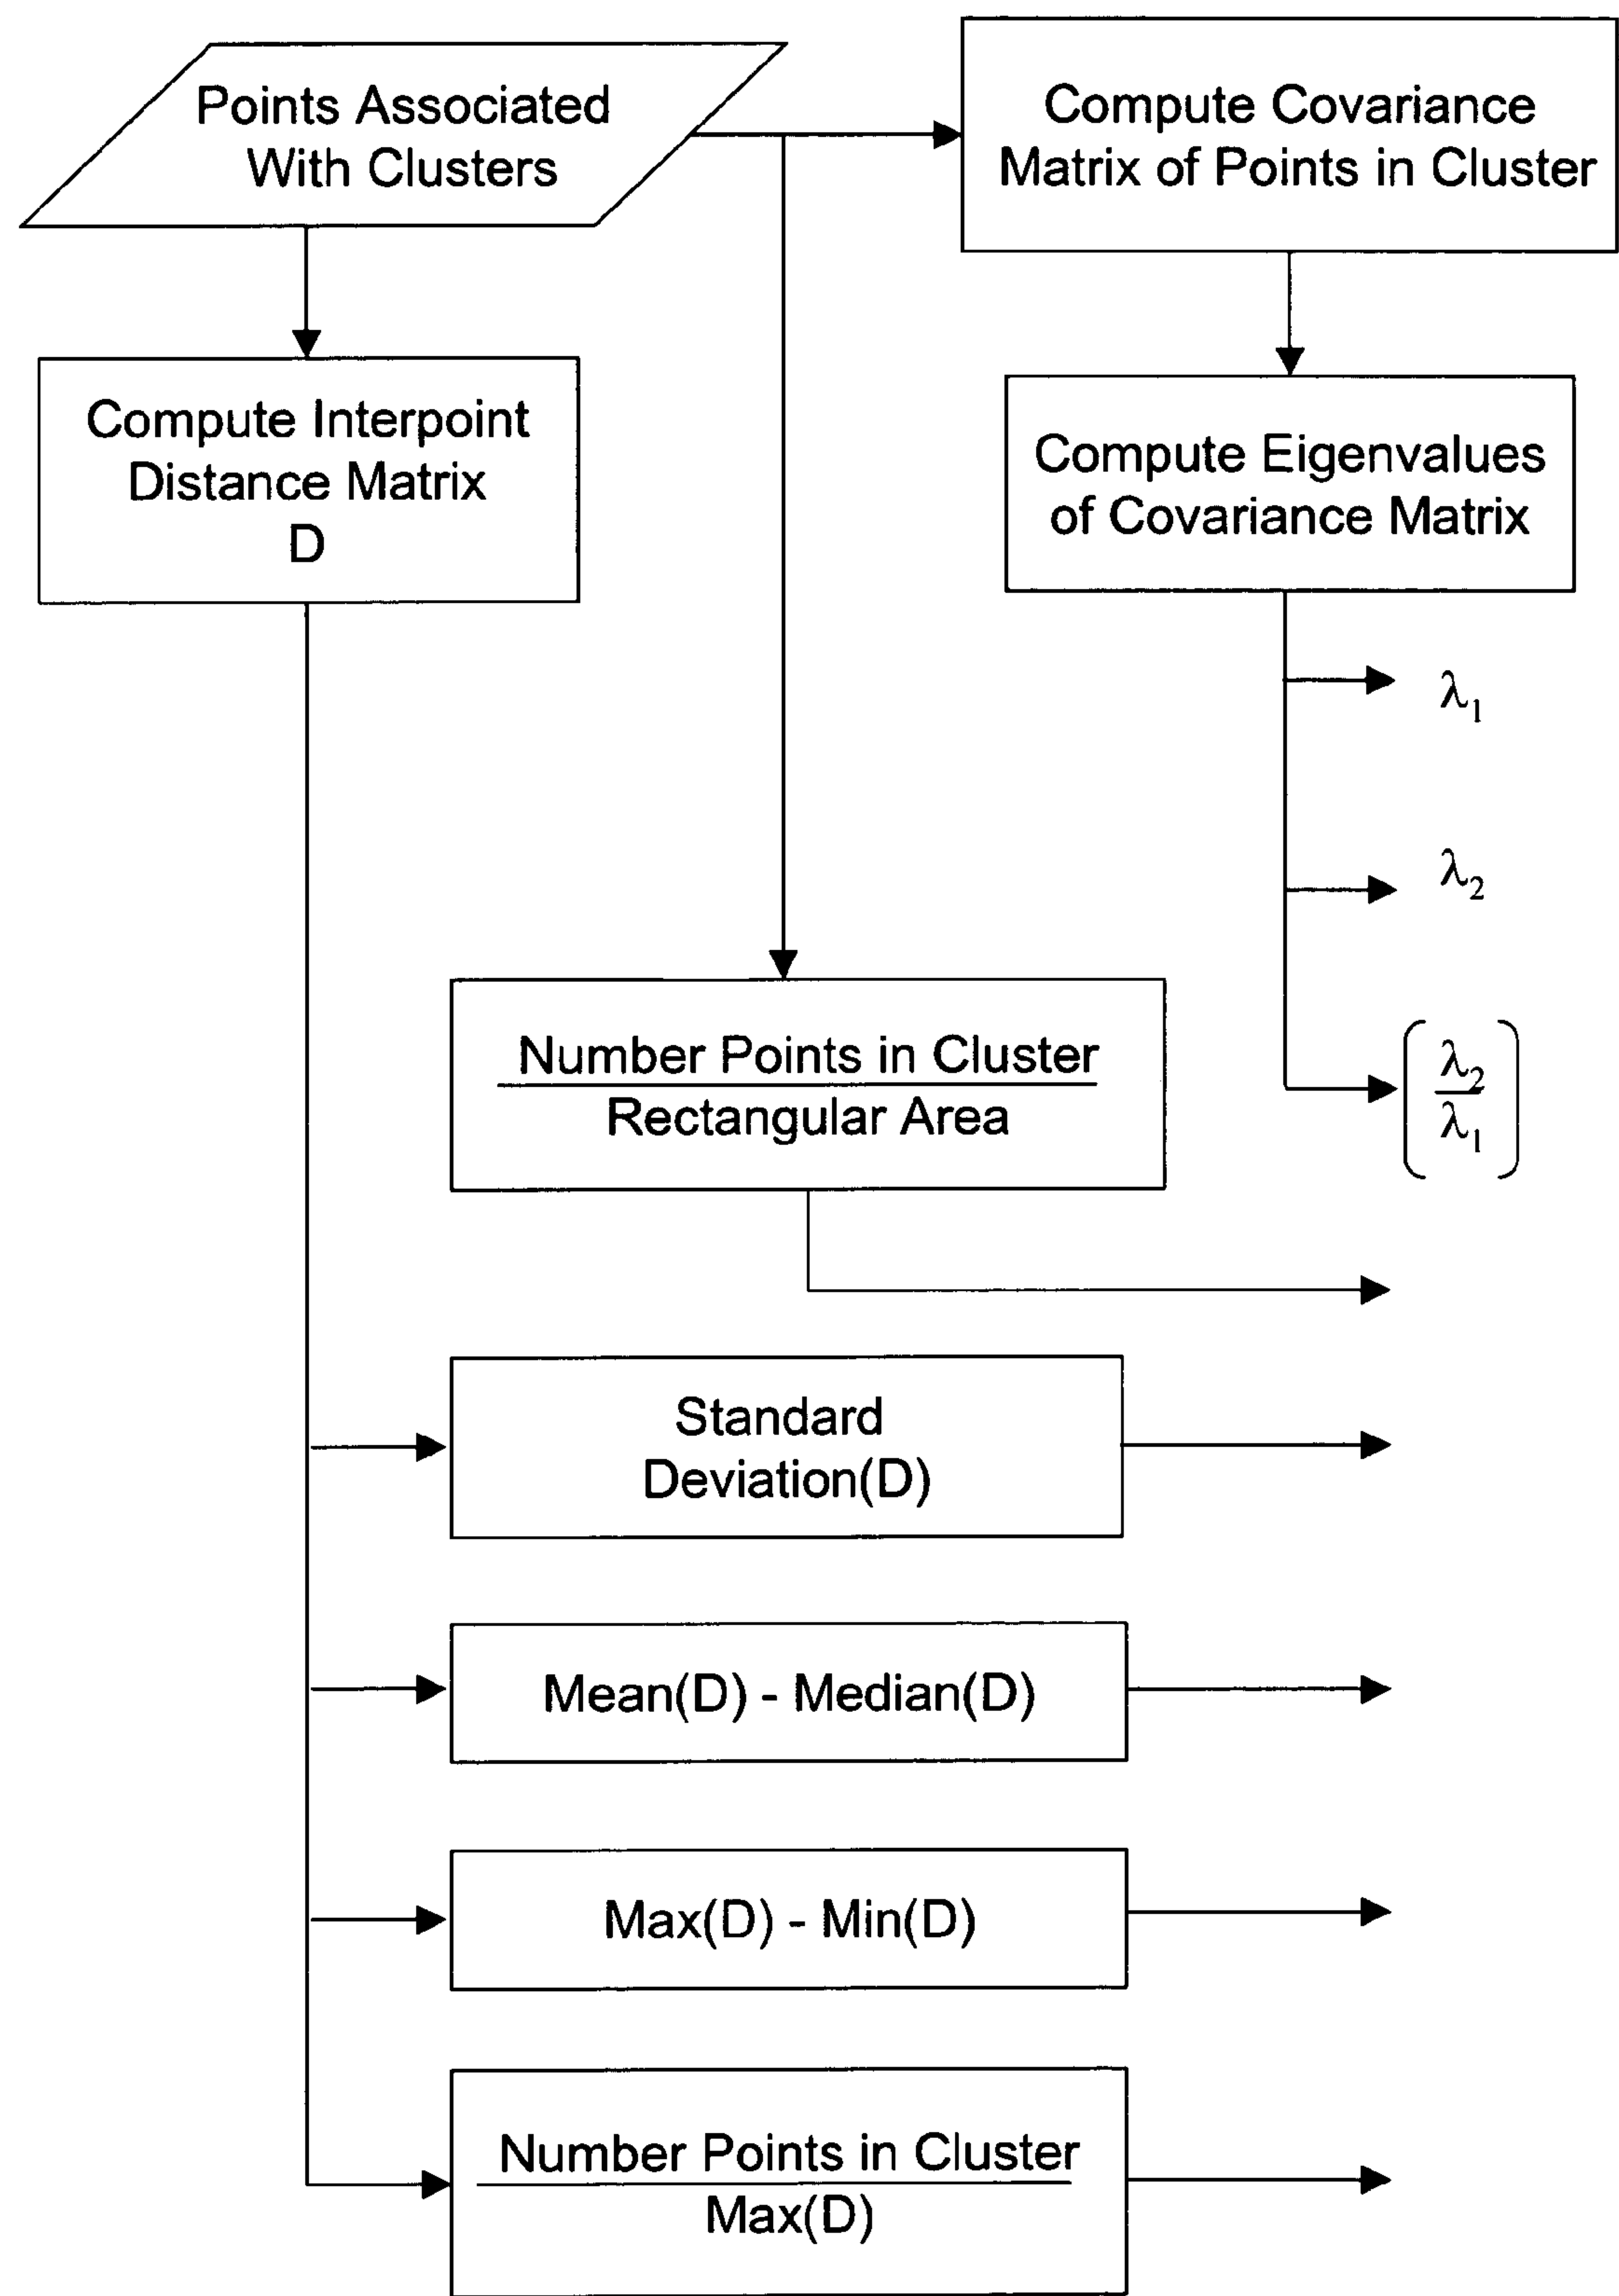 Points Associated
With Clusters
Compute Covariance
Matrix of Points in Cluster
Compute Interpoint
Distance Matrix
D
Compute Eigenvalues
of Covariance Matrix
λ₁
λ₂
λ₂
λ₁
Number Points in Cluster
Rectangular Area
Standard
Deviation(D)
Mean(D) - Median(D)
Max(D) - Min(D)
Number Points in Cluster
Max(D)